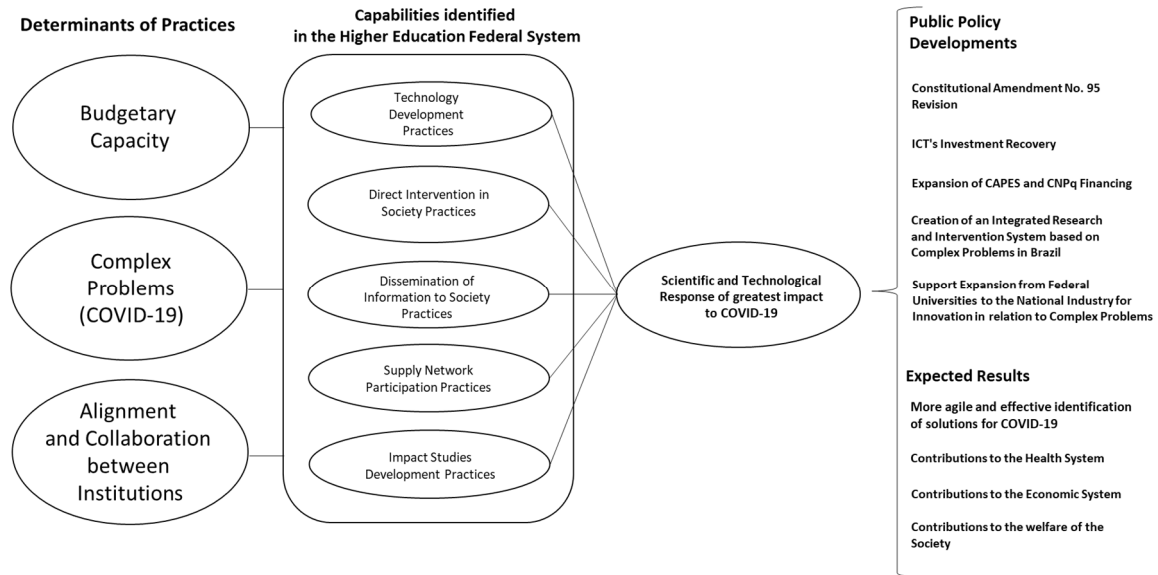 Determinants of Practices
Budgetary
Capacity
Complex
Problems
(COVID-19)
Alignment
and Collaboration
between
Institutions
Capabilities identified
in the Higher Education Federal System
Technology
Development
Practices
Direct Intervention in
Society Practices
Dissemination of
Information to Society
Practices
Supply Network
Participation Practices
Impact Studies
Development Practices
Scientific and Technological
Response of greatest impact
to COVID-19
Public Policy
Developments
Constitutional Amendment No. 95
Revision
ICT's Investment Recovery
Expansion of CAPES and CNPq Financing
Creation of an Integrated Research
and Intervention System based on
Complex Problems in Brazil
Support Expansion from Federal
Universities to the National Industry for
Innovation in relation to Complex Problems
Expected Results
More agile and effective identification
of solutions for COVID-19
Contributions to the Health System
Contributions to the Economic System
Contributions to the welfare of the
Society